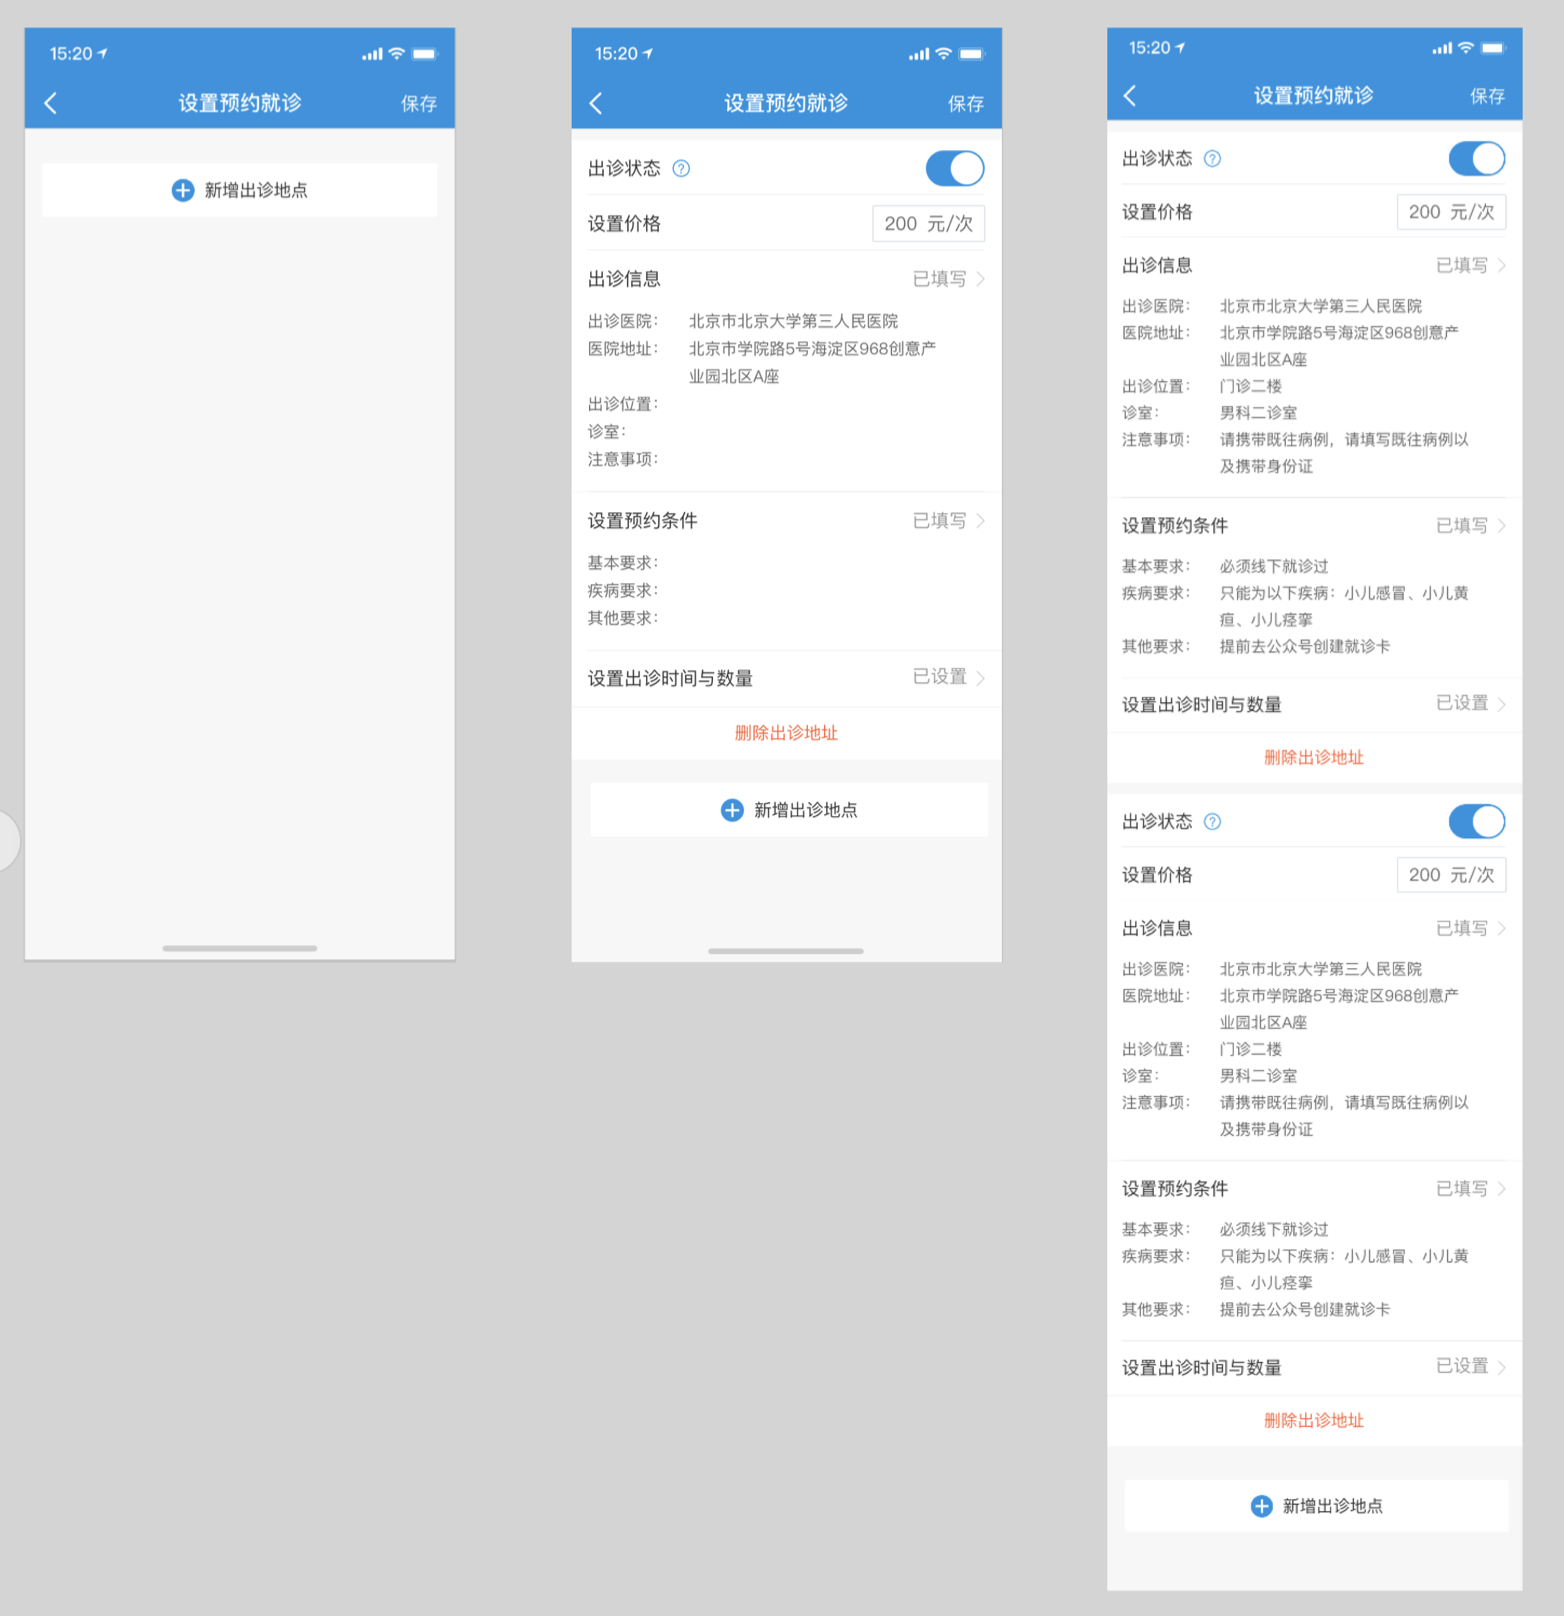 15:20
设置预约就诊
保存
新增出诊地点
15:20
设置预约就诊
保存
出诊状态 ?
设置价格 200 元/次
出诊信息 已填写
出诊医院： 北京市北京大学第三人民医院
医院地址： 北京市学院路5号海淀区968创意产
业园北区A座
出诊位置：
诊室：
注意事项：
设置预约条件 已填写
基本要求：
疾病要求：
其他要求：
设置出诊时间与数量 已设置
删除出诊地址
新增出诊地点
15:20
设置预约就诊
保存
出诊状态 ?
设置价格 200 元/次
出诊信息 已填写
出诊医院： 北京市北京大学第三人民医院
医院地址： 北京市学院路5号海淀区968创意产
业园北区A座
出诊位置： 门诊二楼
诊室： 男科二诊室
注意事项： 请携带既往病例，请填写既往病例以
及携带身份证
设置预约条件 已填写
基本要求： 必须线下就诊过
疾病要求： 只能为以下疾病：小儿感冒、小儿黄
疸、小儿痉挛
其他要求： 提前去公众号创建就诊卡
设置出诊时间与数量 已设置
删除出诊地址
出诊状态 ?
设置价格 200 元/次
出诊信息 已填写
出诊医院： 北京市北京大学第三人民医院
医院地址： 北京市学院路5号海淀区968创意产
业园北区A座
出诊位置： 门诊二楼
诊室： 男科二诊室
注意事项： 请携带既往病例，请填写既往病例以
及携带身份证
设置预约条件 已填写
基本要求： 必须线下就诊过
疾病要求： 只能为以下疾病：小儿感冒、小儿黄
疸、小儿痉挛
其他要求： 提前去公众号创建就诊卡
设置出诊时间与数量 已设置
删除出诊地址
新增出诊地点